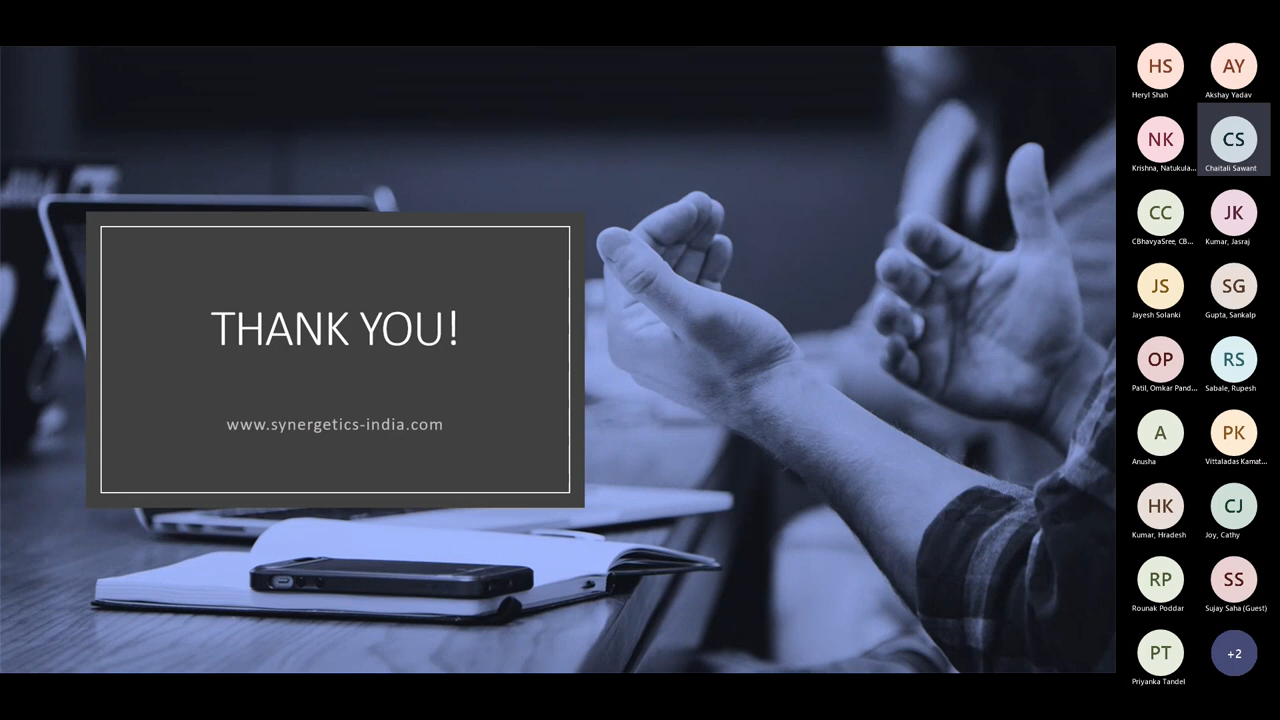 THANK YOU!
www.synergetics-india.com
HS
Heryl Shah
AY
Akshay Yadav
NK
Krishna, Natukula...
CS
Chaitali Sawant
CC
CBhavyaSree, CB...
JK
Kumar, Jasraj
JS
Jayesh Solanki
SG
Gupta, Sankalp
OP
Patil, Omkar Pand...
RS
Sabale, Rupesh
A
Anusha
PK
Vittaladas Kamat...
HK
Kumar, Hradesh
CJ
Joy, Cathy
RP
Rounak Poddar
SS
Sujay Saha (Guest)
PT
Priyanka Tandel
+2